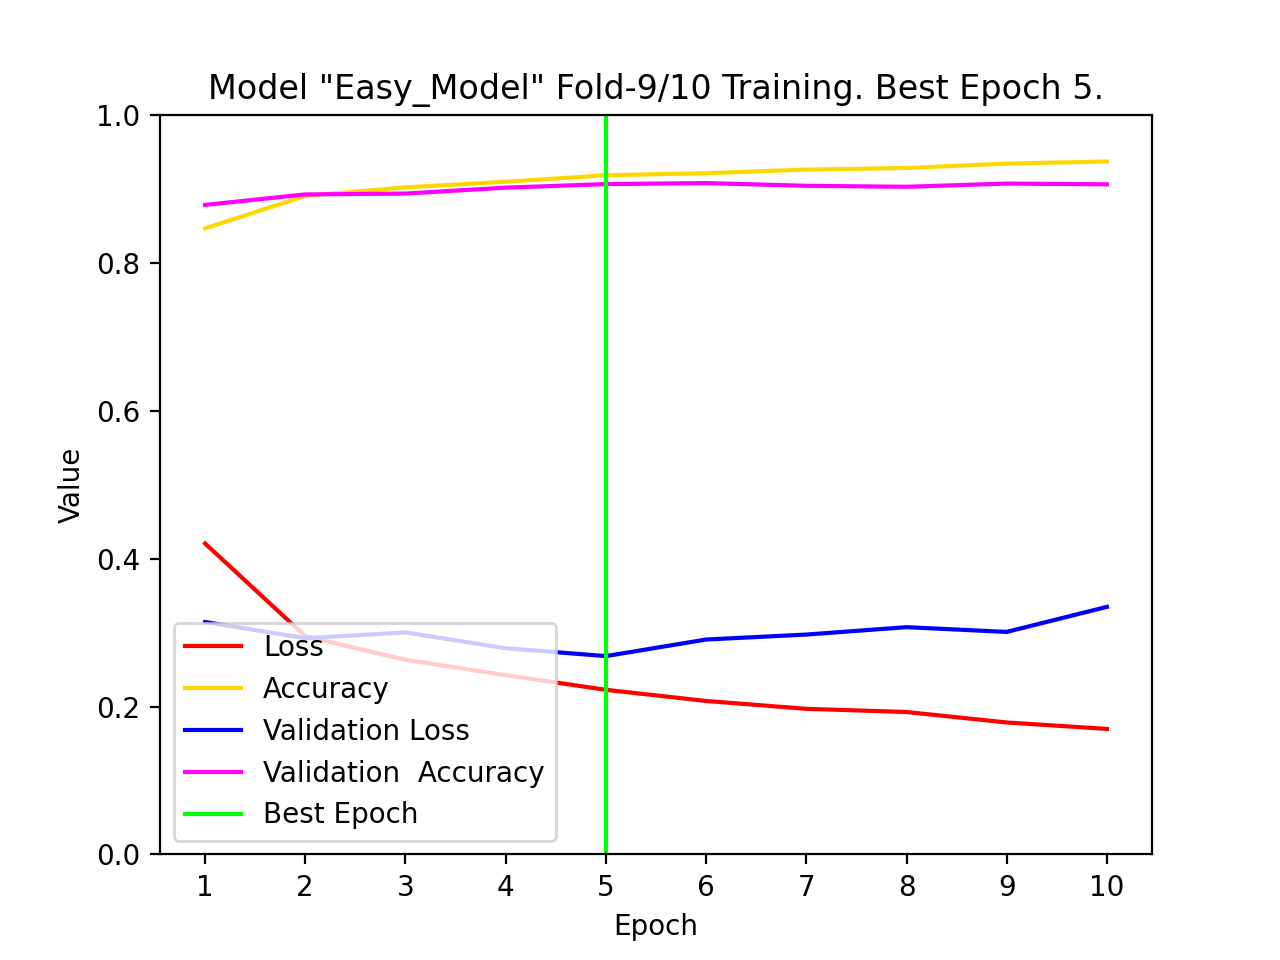 Model "Easy_Model" Fold-9/10 Training. Best Epoch 5.
1.0
0.8
0.6
0.4
0.2
0.0
Value
Loss
Accuracy
Validation Loss
Validation  Accuracy
Best Epoch
1 2 3 4 5 6 7 8 9 10
Epoch